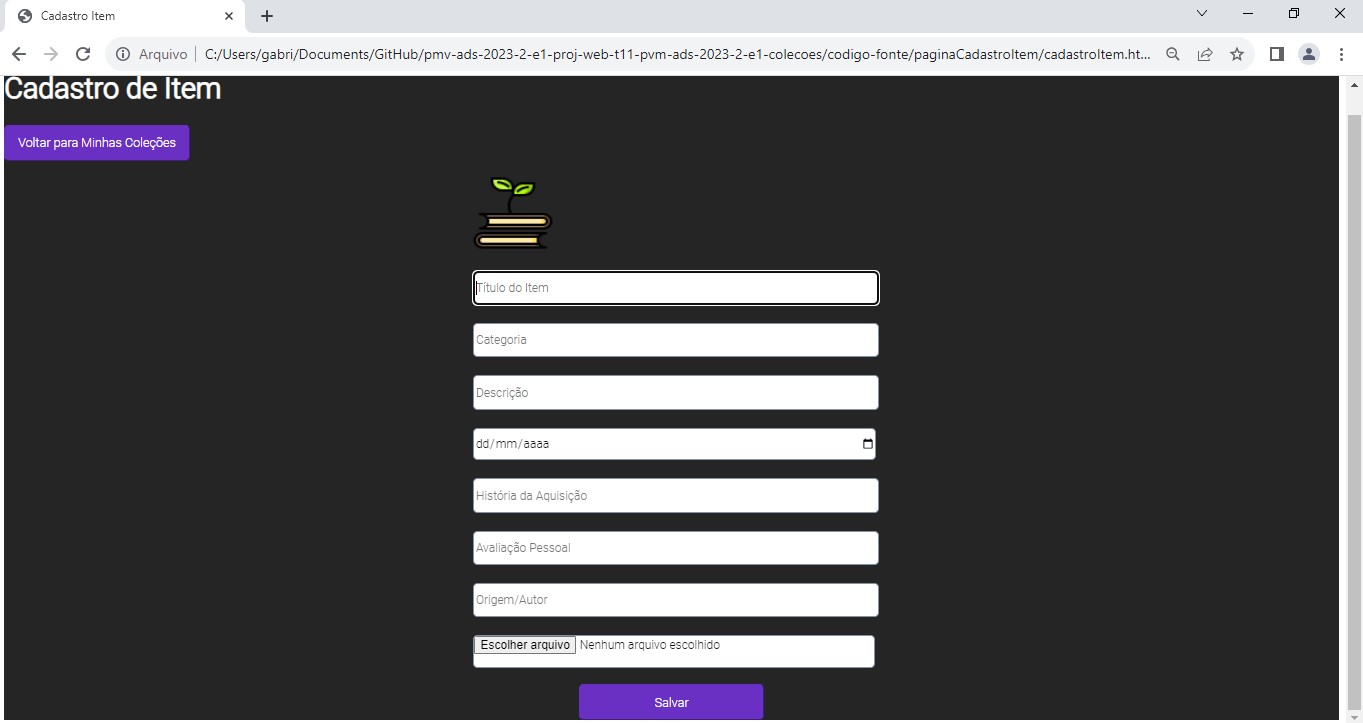 Cadastro Item
Arquivo
C:/Users/gabri/Documents/GitHub/pmv-ads-2023-2-e1-proj-web-t11-pvm-ads-2023-2-e1-colecoes/codigo-fonte/paginaCadastroItem/cadastroItem.ht...
Cadastro de Item
Voltar para Minhas Coleções
Título do Item
Categoria
Descrição
dd/mm/aaaa
História da Aquisição
Avaliação Pessoal
Origem/Autor
Escolher arquivo Nenhum arquivo escolhido
Salvar